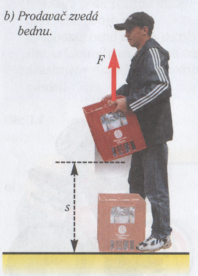 b) Prodavač zvedá
bednu.
F
s